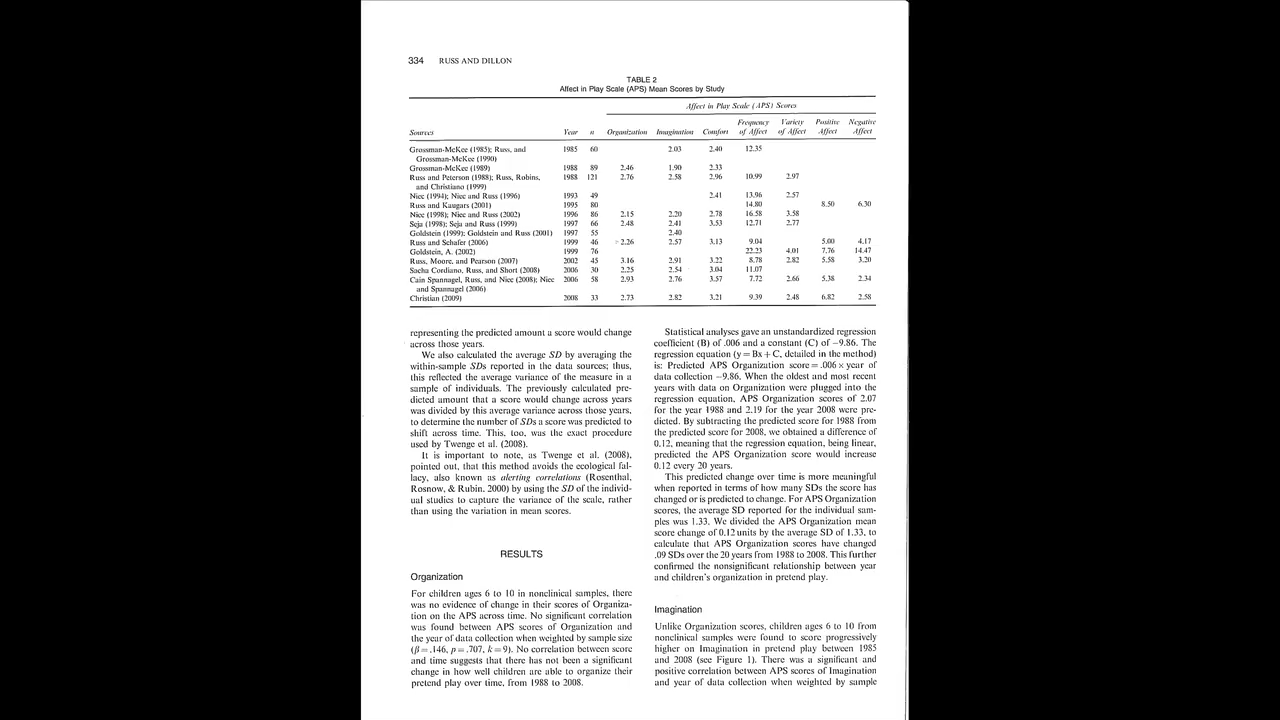 334 RUSS AND DILLON
TABLE 2
Affect in Play Scale (APS) Mean Scores by Study
Affect in Play Scale (APS) Scores
Frequency Variety Positive Negative
Sources Year n Organization Imagination Comfort of Affect of Affect Affect Affect
Grossman-McKee (1985); Russ, and 1985 60 2.03 2.40 12.35
Grossman-McKee (1990)
Grossman-McKee (1989) 1988 89 2.46 1.90 2.33
Russ and Peterson (1988); Russ, Robins, 1988 121 2.76 2.58 2.96 10.99 2.97
and Christiano (1999)
Niec (1994); Niec and Russ (1996) 1993 49 2.41 13.96 2.57
Russ and Kaugars (2001) 1995 80 14.80 8.50 6.30
Niec (1998); Niec and Russ (2002) 1996 86 2.15 2.20 2.78 16.58 3.58
Seja (1998); Seja and Russ (1999) 1997 66 2.48 2.41 3.53 12.71 2.77
Goldstein (1999); Goldstein and Russ (2001) 1997 55 2.40
Russ and Schafer (2006) 1999 46 2.26 2.57 3.13 9.04 5.00 4.17
Goldstein, A. (2002) 1999 76 22.23 4.01 7.76 14.47
Russ, Moore, and Pearson (2007) 2002 45 3.16 2.91 3.22 8.78 2.82 5.58 3.20
Sacha Cordiano, Russ, and Short (2008) 2006 30 2.25 2.54 3.04 11.07
Cain Spannagel, Russ, and Niec (2008); Niec 2006 58 2.93 2.76 3.57 7.72 2.66 5.38 2.34
and Spannagel (2006)
Christian (2009) 2008 33 2.73 2.82 3.21 9.39 2.48 6.82 2.58
representing the predicted amount a score would change
across those years.
We also calculated the average SD by averaging the
within-sample SDs reported in the data sources; thus,
this reflected the average variance of the measure in a
sample of individuals. The previously calculated pre-
dicted amount that a score would change across years
was divided by this average variance across those years,
to determine the number of SDs a score was predicted to
shift across time. This, too, was the exact procedure
used by Twenge et al. (2008).
It is important to note, as Twenge et al. (2008),
pointed out, that this method avoids the ecological fal-
lacy, also known as alerting correlations (Rosenthal,
Rosnow, & Rubin, 2000) by using the SD of the individ-
ual studies to capture the variance of the scale, rather
than using the variation in mean scores.
RESULTS
Organization
For children ages 6 to 10 in nonclinical samples, there
was no evidence of change in their scores of Organiza-
tion on the APS across time. No significant correlation
was found between APS scores of Organization and
the year of data collection when weighted by sample size
(β = .146, p = .707, k = 9). No correlation between score
and time suggests that there has not been a significant
change in how well children are able to organize their
pretend play over time, from 1988 to 2008.
Statistical analyses gave an unstandardized regression
coefficient (B) of .006 and a constant (C) of −9.86. The
regression equation (y = Bx + C, detailed in the method)
is: Predicted APS Organization score = .006 × year of
data collection −9.86. When the oldest and most recent
years with data on Organization were plugged into the
regression equation, APS Organization scores of 2.07
for the year 1988 and 2.19 for the year 2008 were pre-
dicted. By subtracting the predicted score for 1988 from
the predicted score for 2008, we obtained a difference of
0.12, meaning that the regression equation, being linear,
predicted the APS Organization score would increase
0.12 every 20 years.
This predicted change over time is more meaningful
when reported in terms of how many SDs the score has
changed or is predicted to change. For APS Organization
scores, the average SD reported for the individual sam-
ples was 1.33. We divided the APS Organization mean
score change of 0.12 units by the average SD of 1.33, to
calculate that APS Organization scores have changed
.09 SDs over the 20 years from 1988 to 2008. This further
confirmed the nonsignificant relationship between year
and children's organization in pretend play.
Imagination
Unlike Organization scores, children ages 6 to 10 from
nonclinical samples were found to score progressively
higher on Imagination in pretend play between 1985
and 2008 (see Figure 1). There was a significant and
positive correlation between APS scores of Imagination
and year of data collection when weighted by sample